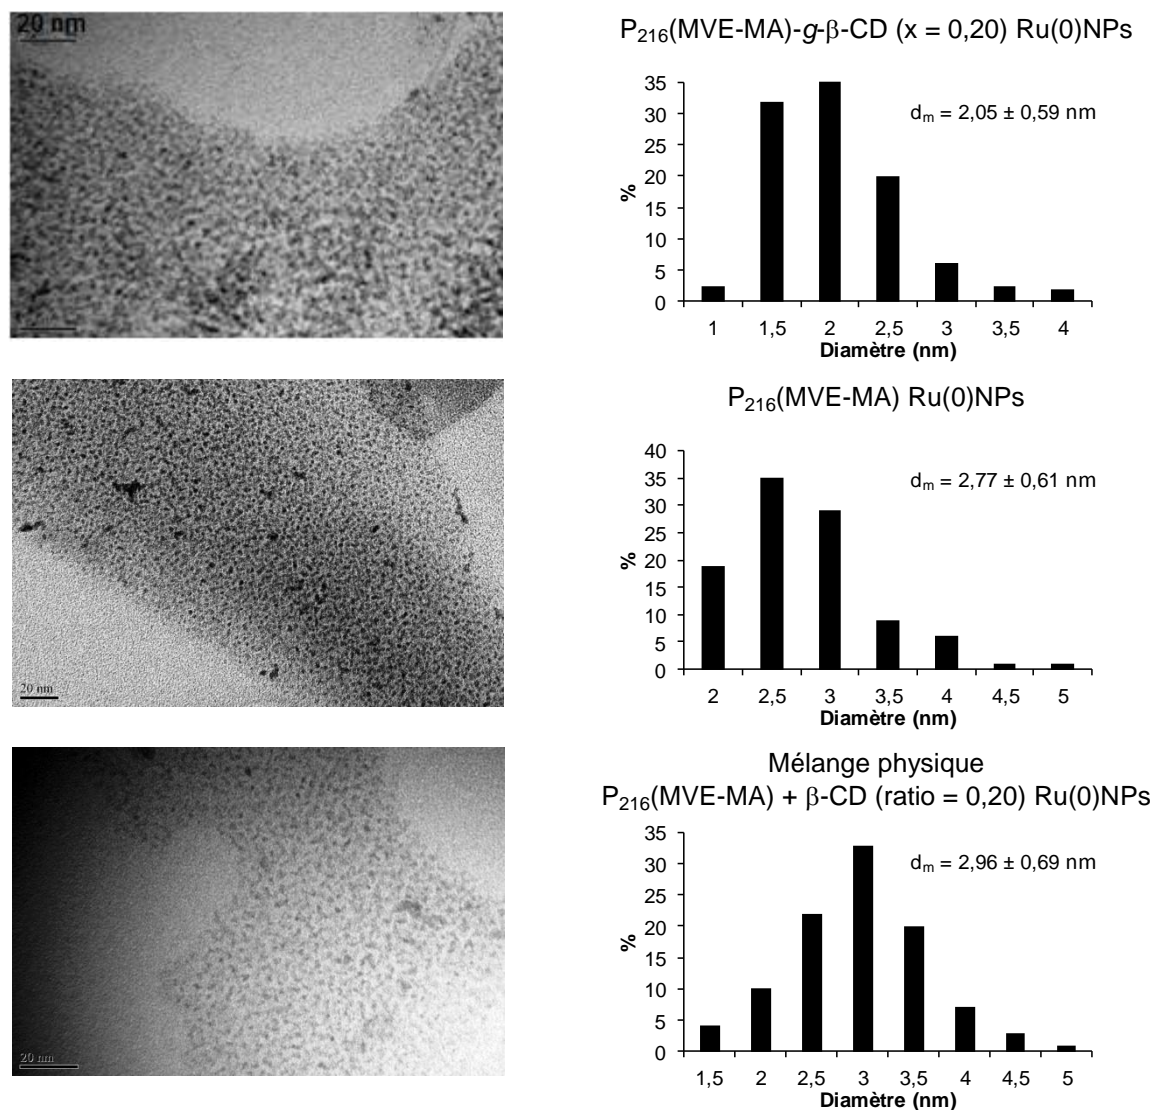 20 nm
P₂₁₆(MVE-MA)-g-β-CD (x = 0,20) Ru(0)NPs
dₘ = 2,05 ± 0,59 nm
%
35
30
25
20
15
10
5
0
1 1,5 2 2,5 3 3,5 4
Diamètre (nm)
20 nm
P₂₁₆(MVE-MA) Ru(0)NPs
dₘ = 2,77 ± 0,61 nm
%
40
35
30
25
20
15
10
5
0
2 2,5 3 3,5 4 4,5 5
Diamètre (nm)
20 nm
Mélange physique
P₂₁₆(MVE-MA) + β-CD (ratio = 0,20) Ru(0)NPs
dₘ = 2,96 ± 0,69 nm
%
35
30
25
20
15
10
5
0
1,5 2 2,5 3 3,5 4 4,5 5
Diamètre (nm)